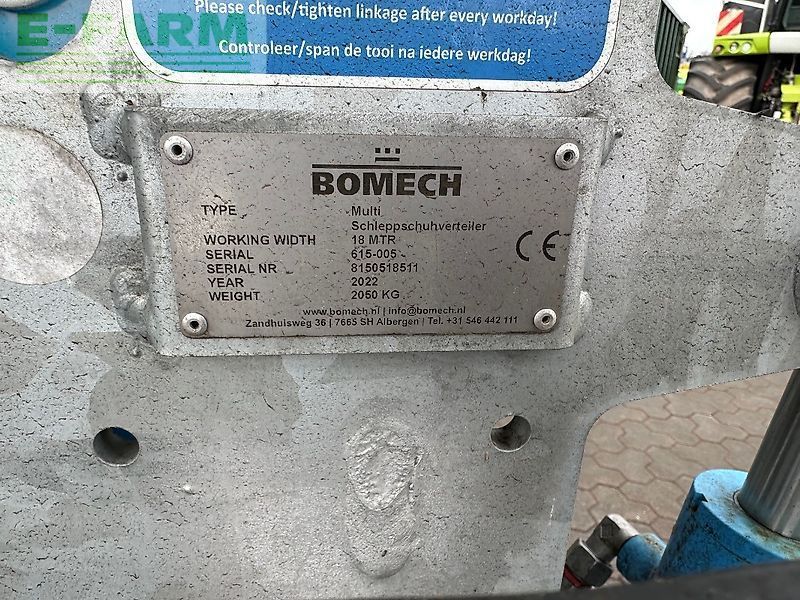 E-FARM
Please check/tighten linkage after every workday!
Controleer/span de tooi na iedere werkdag!
BOMECH
TYPE Multi
Schleppschuhverteiler
WORKING WIDTH 18 MTR
SERIAL 615-005
SERIAL NR 8150518511
YEAR 2022
WEIGHT 2050 KG
CE
www.bomech.nl | info@bomech.nl
Zandhuisweg 36 | 7665 SH Albergen | Tel. +31 546 442 111